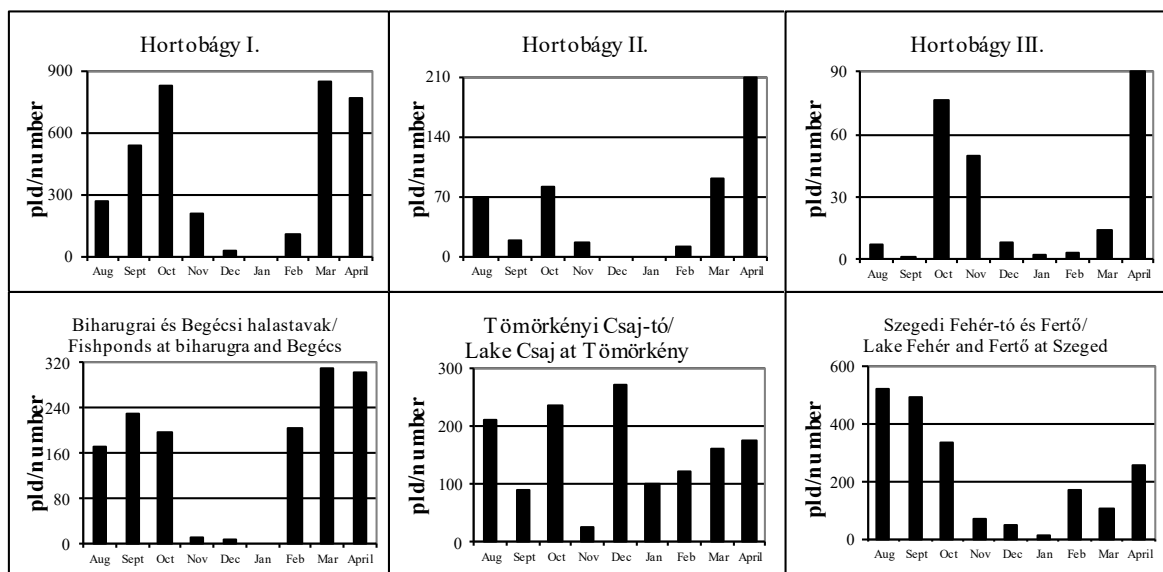 Hortobágy I.
pld/number
900
600
300
0
Aug Sept Oct Nov Dec Jan Feb Mar April
Hortobágy II.
pld/number
210
140
70
0
Aug Sept Oct Nov Dec Jan Feb Mar April
Hortobágy III.
pld/number
90
60
30
0
Aug Sept Oct Nov Dec Jan Feb Mar April
Biharugrai és Begécsi halastavak/
Fishponds at biharugra and Begécs
pld/number
320
240
160
80
0
Aug Sept Oct Nov Dec Jan Feb Mar April
Tömörkényi Csaj-tó/
Lake Csaj at Tömörkény
pld/number
300
200
100
0
Aug Sept Oct Nov Dec Jan Feb Mar April
Szegedi Fehér-tó és Fertő/
Lake Fehér and Fertő at Szeged
pld/number
600
400
200
0
Aug Sept Oct Nov Dec Jan Feb Mar April